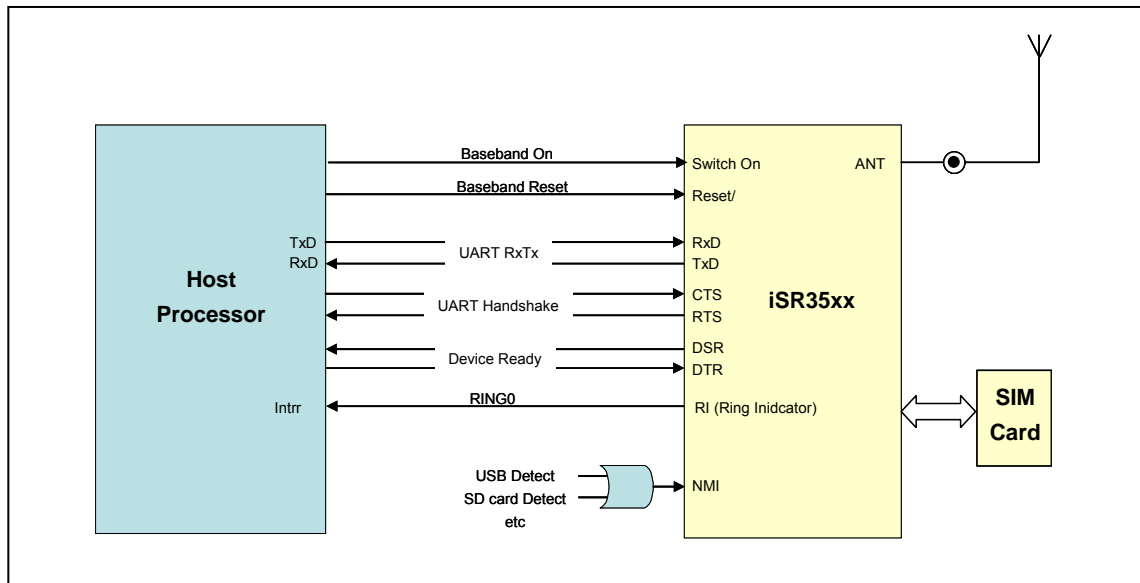 Baseband On
Switch On
ANT
Baseband Reset
Reset/
TxD
UART RxTx
RxD
RxD
TxD
Host
Processor
CTS
iSR35xx
UART Handshake
RTS
DSR
Device Ready
DTR
Intrr
RING0
RI (Ring Inidcator)
SIM
Card
USB Detect
NMI
SD card Detect
etc